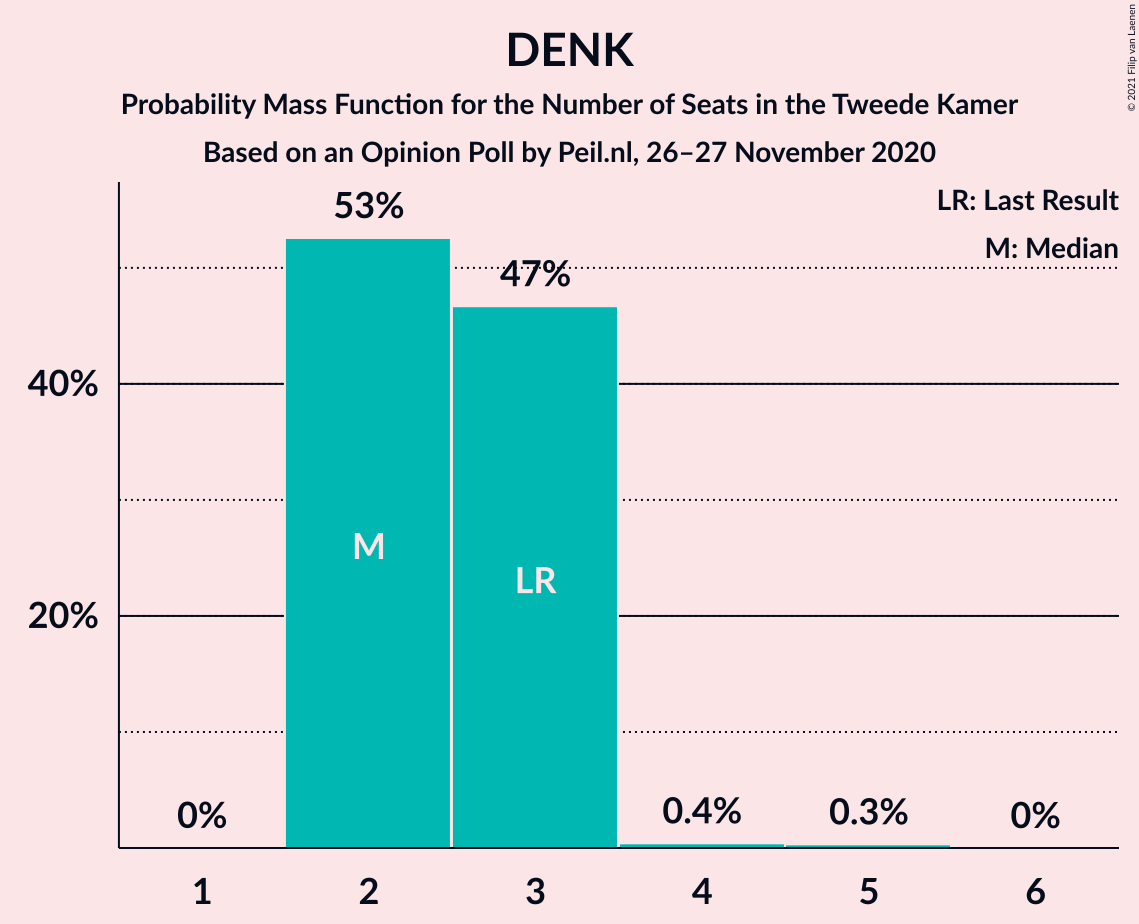 DENK
Probability Mass Function for the Number of Seats in the Tweede Kamer
Based on an Opinion Poll by Peil.nl, 26–27 November 2020
© 2021 Filip van Laenen
LR: Last Result
M: Median
53%
47%
40%
20%
M
LR
0%
0.4%
0.3%
0%
1
2
3
4
5
6